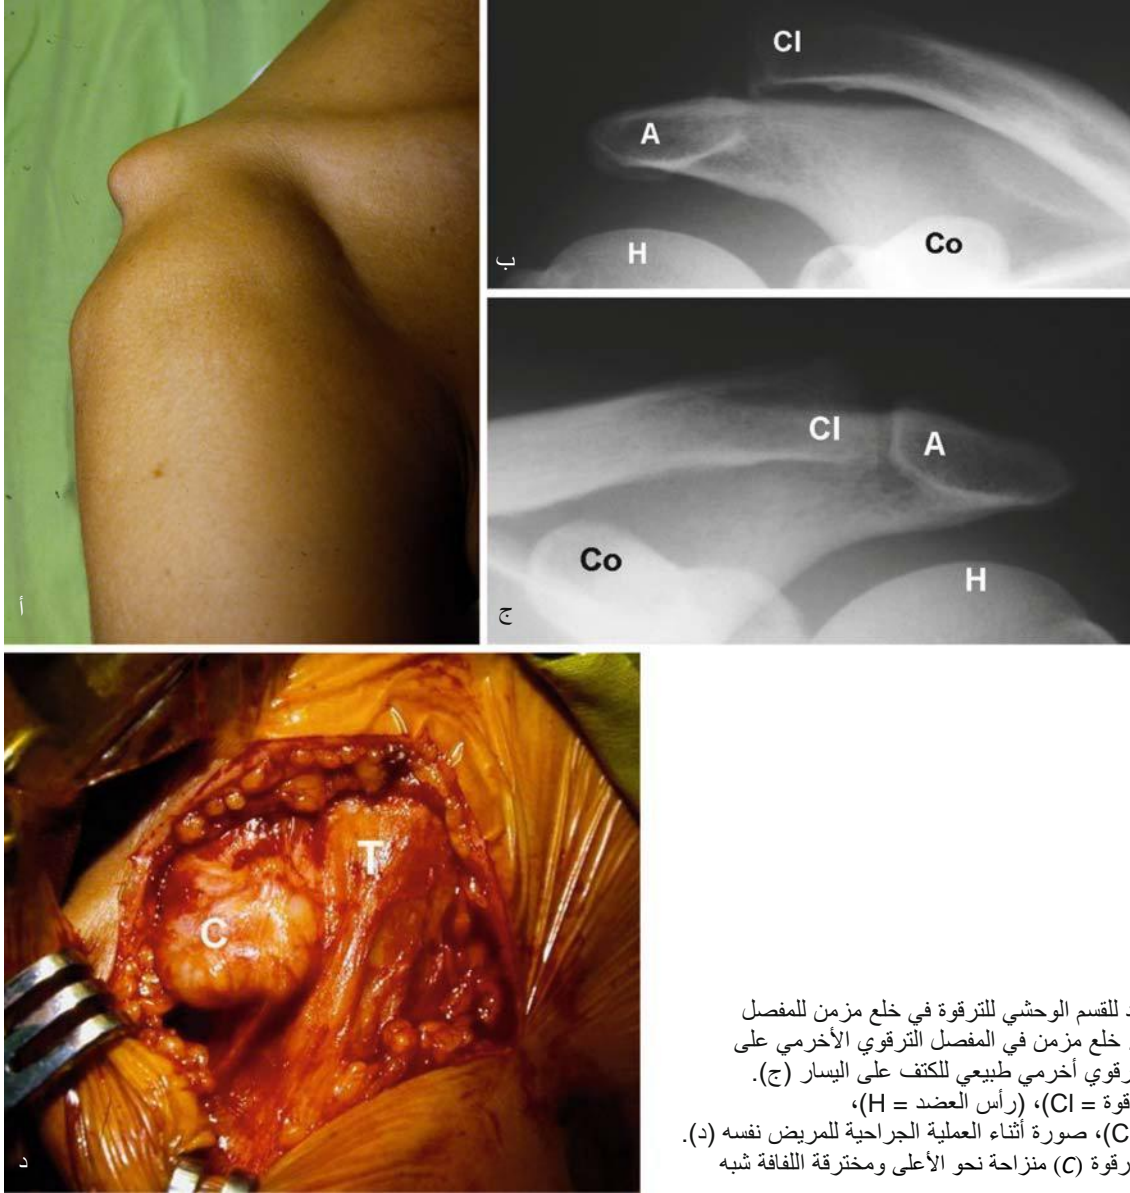 Cl
A
H
Co
ب
أ
Cl
A
Co
H
ج
T
C
د
د للقسم الوحشي للترقوة في خلع مزمن للمفصل
خلع مزمن في المفصل الترقوي الأخرمي على
رقوي أخرمي طبيعي للكتف على اليسار (ج).
رقوة = Cl)، (رأس العضد = H)،
C)، صورة أثناء العملية الجراحية للمريض نفسه (د).
رقوة (C) منزاحة نحو الأعلى ومخترقة اللفافة شبه